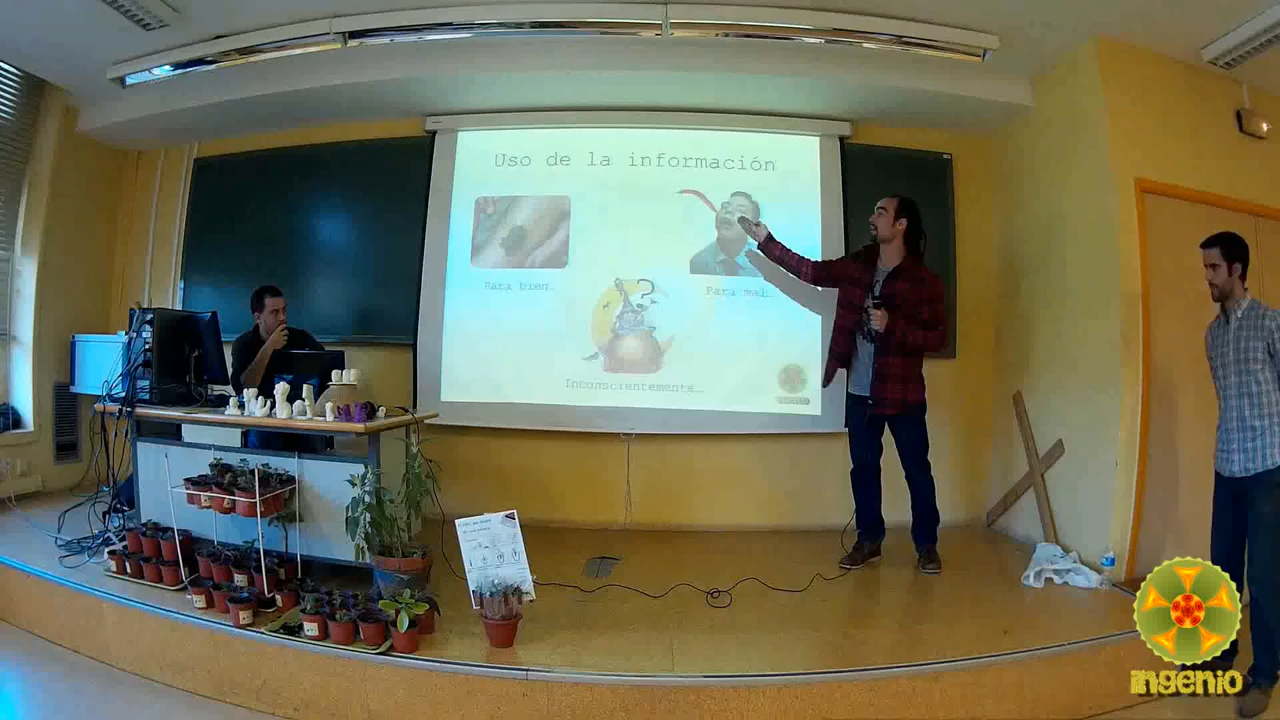 Uso de la información
Para bien…
Para mal…
Inconscientemente…
INGENIO